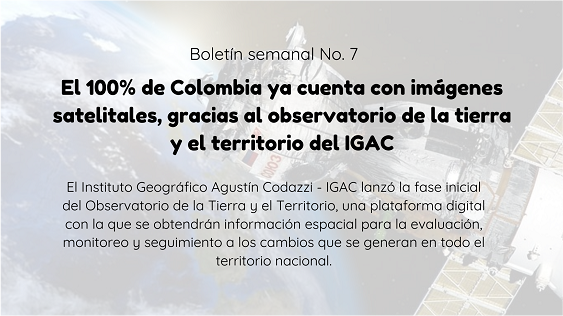 Boletín semanal No. 7
El 100% de Colombia ya cuenta con imágenes
satelitales, gracias al observatorio de la tierra
y el territorio del IGAC
El Instituto Geográfico Agustín Codazzi - IGAC lanzó la fase inicial
del Observatorio de la Tierra y el Territorio, una plataforma digital
con la que se obtendrán información espacial para la evaluación,
monitoreo y seguimiento a los cambios que se generan en todo el
territorio nacional.